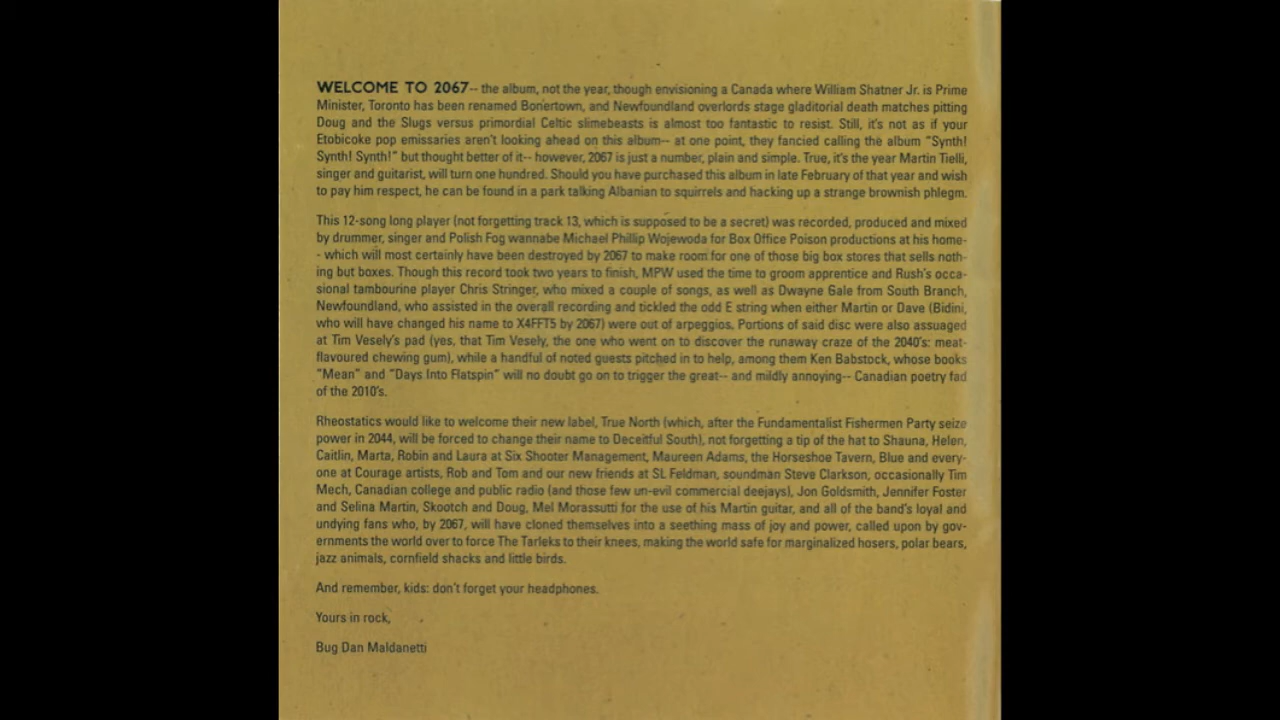 WELCOME TO 2067-- the album, not the year, though envisioning a Canada where William Shatner Jr. is Prime
Minister, Toronto has been renamed Bonertown, and Newfoundland overlords stage gladitorial death matches pitting
Doug and the Slugs versus primordial Celtic slimebeasts is almost too fantastic to resist. Still, it's not as if your
Etobicoke pop emissaries aren't looking ahead on this album-- at one point, they fancied calling the album "Synth!
Synth! Synth!" but thought better of it-- however, 2067 is just a number, plain and simple. True, it's the year Martin Tielli,
singer and guitarist, will turn one hundred. Should you have purchased this album in late February of that year and wish
to pay him respect, he can be found in a park talking Albanian to squirrels and hacking up a strange brownish phlegm.
This 12-song long player (not forgetting track 13, which is supposed to be a secret) was recorded, produced and mixed
by drummer, singer and Polish Fog wannabe Michael Phillip Wojewoda for Box Office Poison productions at his home-
- which will most certainly have been destroyed by 2067 to make room for one of those big box stores that sells noth-
ing but boxes. Though this record took two years to finish, MPW used the time to groom apprentice and Rush's occa-
sional tambourine player Chris Stringer, who mixed a couple of songs, as well as Dwayne Gale from South Branch,
Newfoundland, who assisted in the overall recording and tickled the odd E string when either Martin or Dave (Bidini,
who will have changed his name to X4FFT5 by 2067) were out of arpeggios. Portions of said disc were also assuaged
at Tim Vesely's pad (yes, that Tim Vesely, the one who went on to discover the runaway craze of the 2040's: meat-
flavoured chewing gum), while a handful of noted guests pitched in to help, among them Ken Babstock, whose books
"Mean" and "Days Into Flatspin" will no doubt go on to trigger the great-- and mildly annoying-- Canadian poetry fad
of the 2010's.
Rheostatics would like to welcome their new label, True North (which, after the Fundamentalist Fishermen Party seize
power in 2044, will be forced to change their name to Deceitful South), not forgetting a tip of the hat to Shauna, Helen,
Caitlin, Marta, Robin and Laura at Six Shooter Management, Maureen Adams, the Horseshoe Tavern, Blue and every-
one at Courage artists, Rob and Tom and our new friends at SL Feldman, soundman Steve Clarkson, occasionally Tim
Mech, Canadian college and public radio (and those few un-evil commercial deejays), Jon Goldsmith, Jennifer Foster
and Selina Martin, Skootch and Doug, Mel Morassutti for the use of his Martin guitar, and all of the band's loyal and
undying fans who, by 2067, will have cloned themselves into a seething mass of joy and power, called upon by gov-
ernments the world over to force The Tarleks to their knees, making the world safe for marginalized hosers, polar bears,
jazz animals, cornfield shacks and little birds.
And remember, kids: don't forget your headphones.
Yours in rock,
Bug Dan Maldanetti